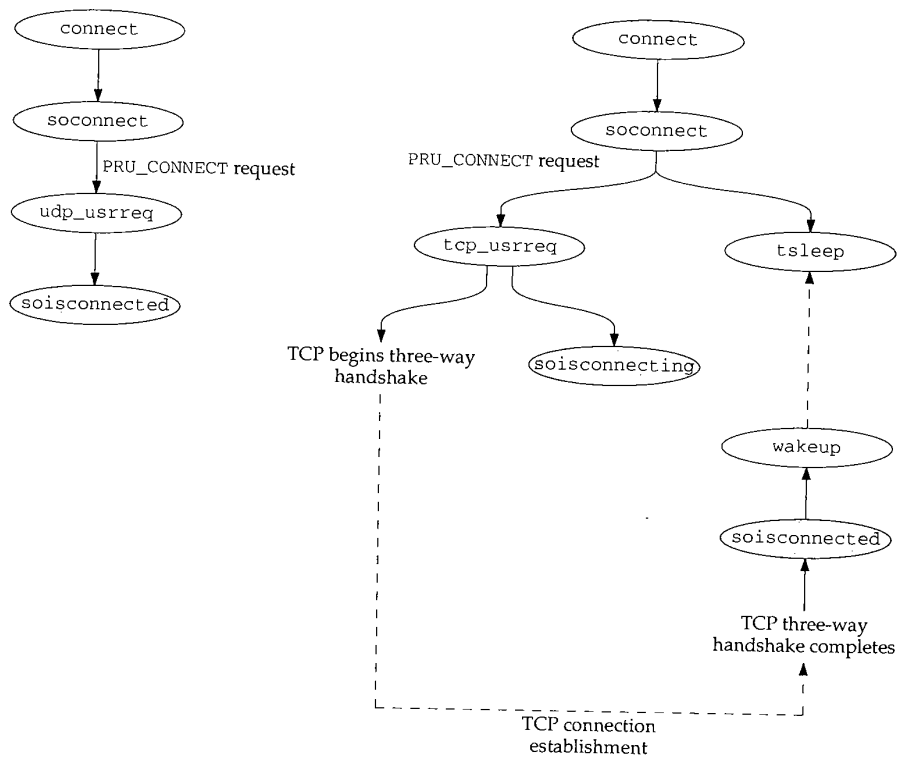 connect
soconnect
PRU_CONNECT request
udp_usrreq
soisconnected
connect
soconnect
PRU_CONNECT request
tcp_usrreq
tsleep
TCP begins three-way
handshake
soisconnecting
wakeup
soisconnected
TCP three-way
handshake completes
TCP connection
establishment